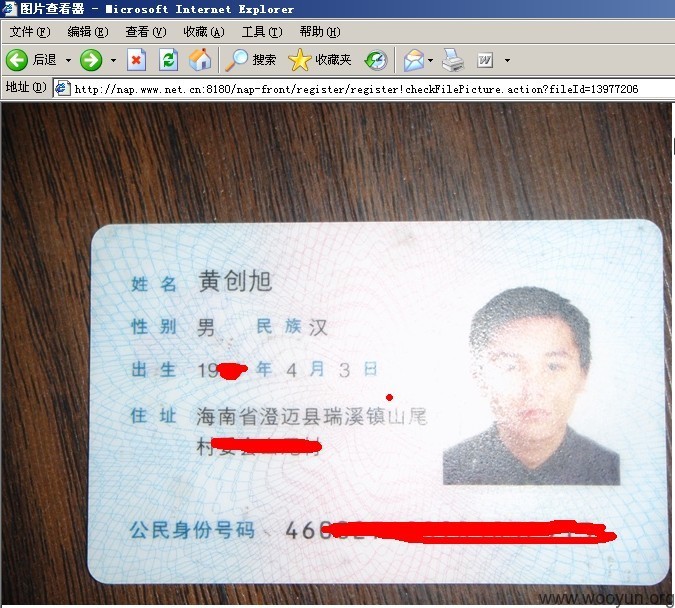 图片查看器 - Microsoft Internet Explorer
文件(F) 编辑(E) 查看(V) 收藏(A) 工具(T) 帮助(H)
后退 搜索 收藏夹
地址(D) http://nap.www.net.cn:8180/nap-front/register/register!checkFilePicture.action?fileId=13977206
姓名 黄创旭
性别 男 民族 汉
出生 19 年 4 月 3 日
住址 海南省澄迈县瑞溪镇山尾
村
公民身份号码 46
www.wooyun.org